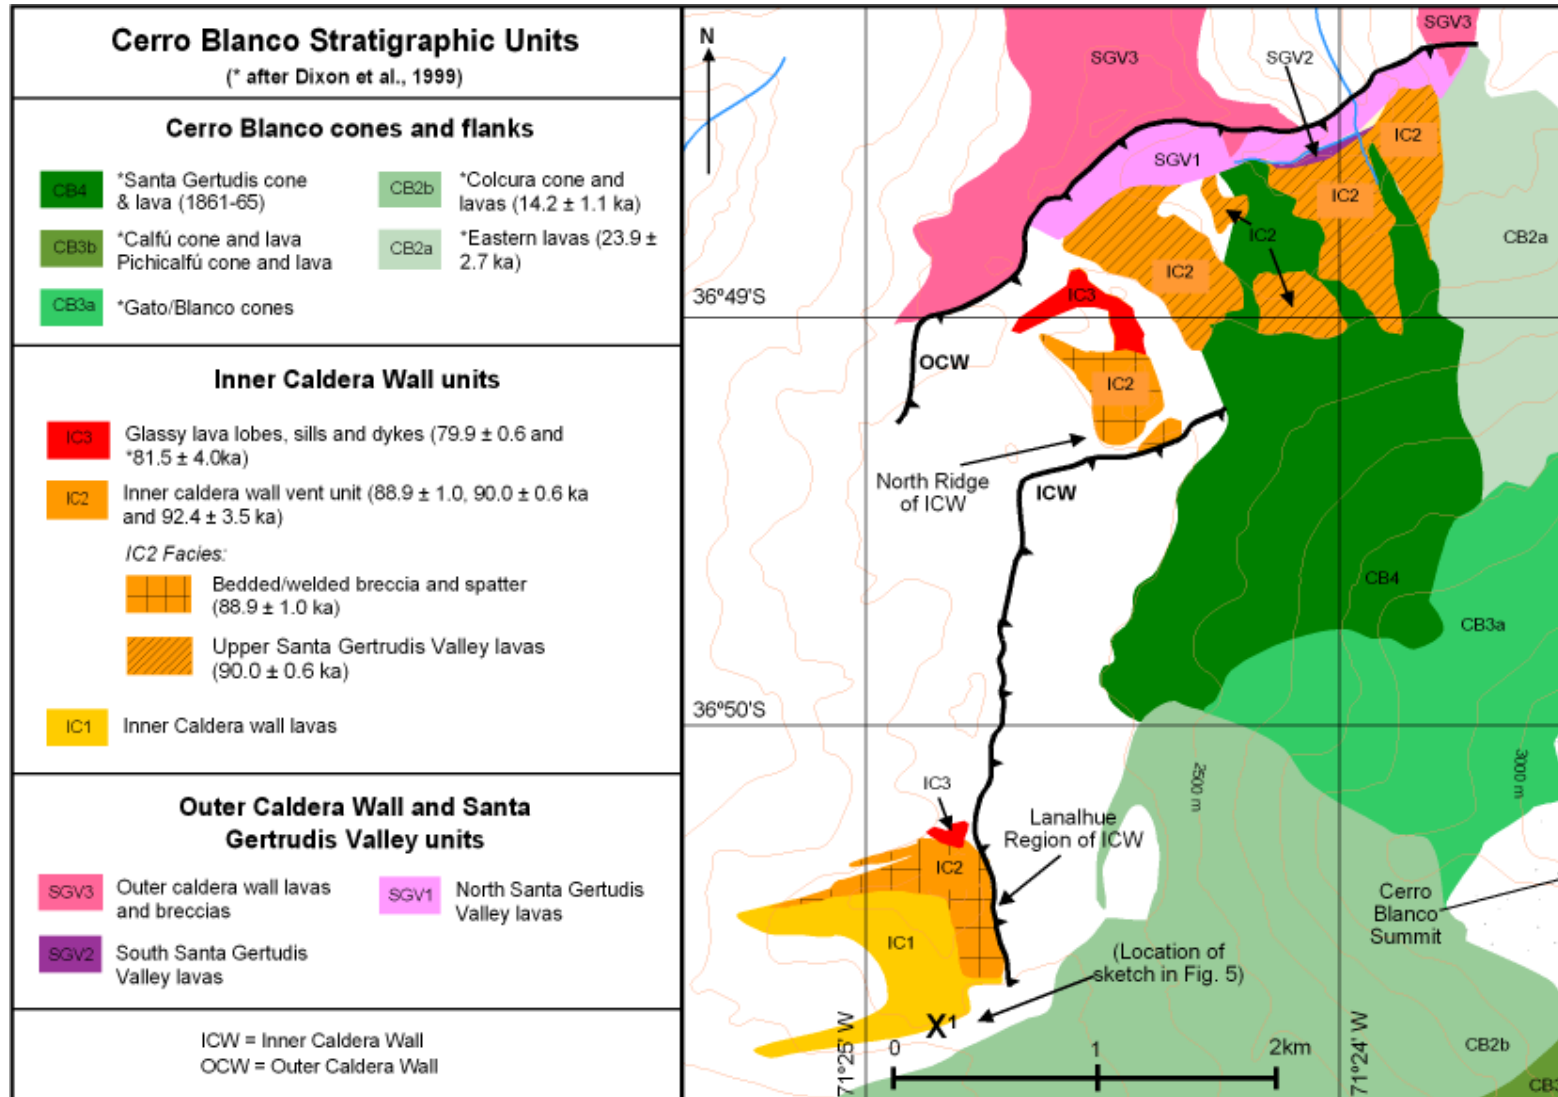 Cerro Blanco Stratigraphic Units
(* after Dixon et al., 1999)
Cerro Blanco cones and flanks
CB4
*Santa Gertudis cone
& lava (1861-65)
CB3b
*Calfú cone and lava
Pichicalfú cone and lava
CB3a
*Gato/Blanco cones
CB2b
*Colcura cone and
lavas (14.2 ± 1.1 ka)
CB2a
*Eastern lavas (23.9 ±
2.7 ka)
Inner Caldera Wall units
IC3
Glassy lava lobes, sills and dykes (79.9 ± 0.6 and
*81.5 ± 4.0ka)
IC2
Inner caldera wall vent unit (88.9 ± 1.0, 90.0 ± 0.6 ka
and 92.4 ± 3.5 ka)
IC2 Facies:
Bedded/welded breccia and spatter
(88.9 ± 1.0 ka)
Upper Santa Gertrudis Valley lavas
(90.0 ± 0.6 ka)
IC1
Inner Caldera wall lavas
Outer Caldera Wall and Santa
Gertrudis Valley units
SGV3
Outer caldera wall lavas
and breccias
SGV1
North Santa Gertudis
Valley lavas
SGV2
South Santa Gertudis
Valley lavas
ICW = Inner Caldera Wall
OCW = Outer Caldera Wall
N
SGV3
SGV3
SGV2
SGV1
IC2
IC2
IC2
IC2
CB2a
36º49'S
IC3
OCW
IC2
North Ridge
of ICW
ICW
CB4
CB3a
36º50'S
2500 m
3000 m
IC3
Lanalhue
Region of ICW
IC2
IC1
Cerro
Blanco
Summit
(Location of
sketch in Fig. 5)
X¹
71º25' W
0
1
2km
71º24' W
CB2b